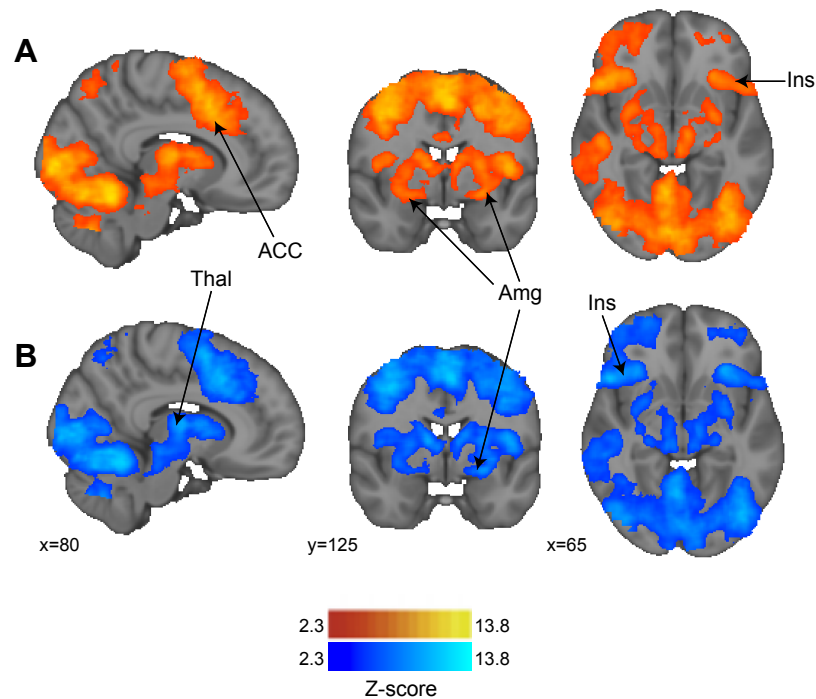 A
Ins
ACC
Thal
Amg
Ins
B
x=80
y=125
x=65
2.3
13.8
2.3
13.8
Z-score